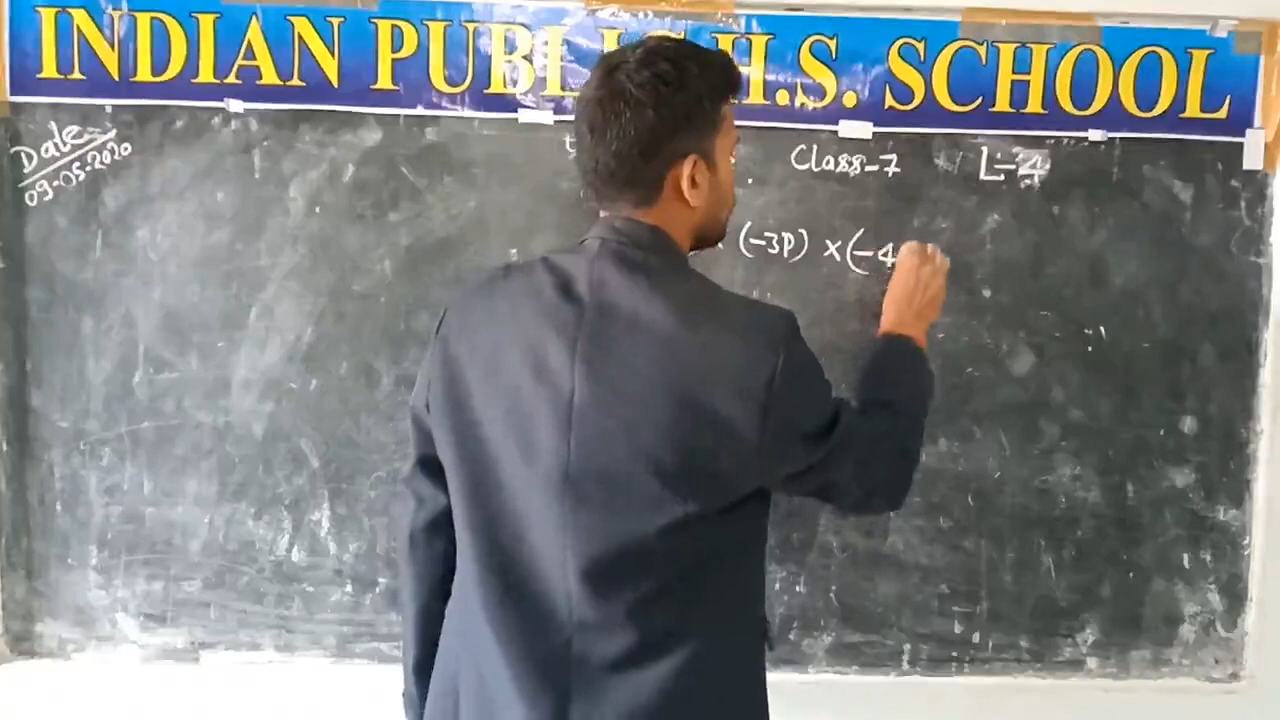 INDIAN PUBLIC H.S. SCHOOL
Date:-
09-05-2020
Class-7 L-4
(-3P) × (-4